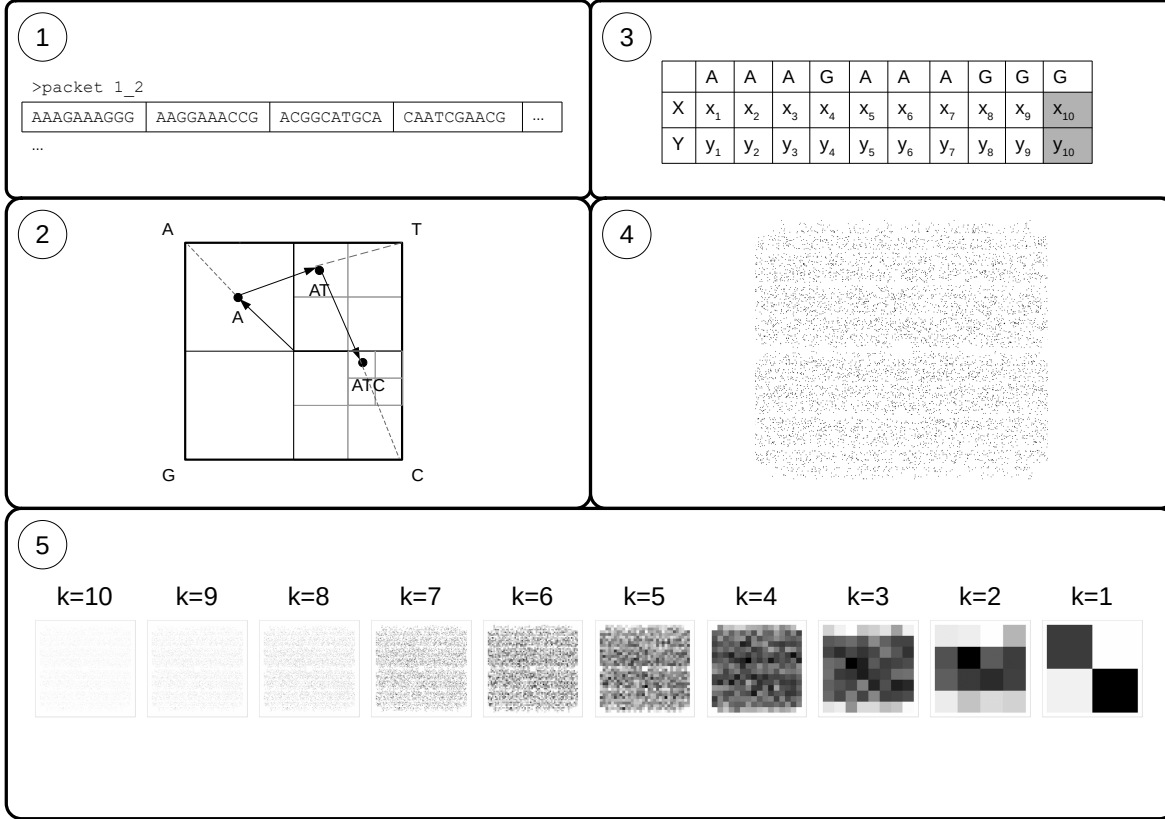 1
>packet 1_2
AAAGAAAGGG AAGGAAACCG ACGGCATGCA CAATCGAACG ...
...
3
A A A G A A A G G G
X x1 x2 x3 x4 x5 x6 x7 x8 x9 x10
Y y1 y2 y3 y4 y5 y6 y7 y8 y9 y10
2
A T
AT
A
ATC
G C
4
5
k=10 k=9 k=8 k=7 k=6 k=5 k=4 k=3 k=2 k=1